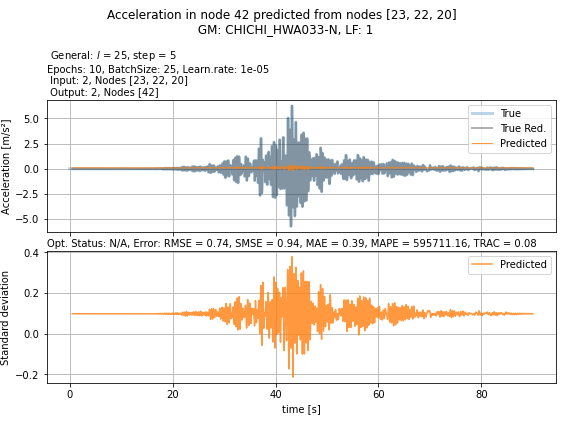 Acceleration in node 42 predicted from nodes [23, 22, 20]
GM: CHICHI_HWA033-N, LF: 1
General: l = 25, step = 5
Epochs: 10, BatchSize: 25, Learn.rate: 1e-05
Input: 2, Nodes [23, 22, 20]
Output: 2, Nodes [42]
Acceleration [m/s²]
5.0
2.5
0.0
−2.5
−5.0
True
True Red.
Predicted
Opt. Status: N/A, Error: RMSE = 0.74, SMSE = 0.94, MAE = 0.39, MAPE = 595711.16, TRAC = 0.08
Standard deviation
0.4
0.2
0.0
−0.2
Predicted
0 20 40 60 80
time [s]